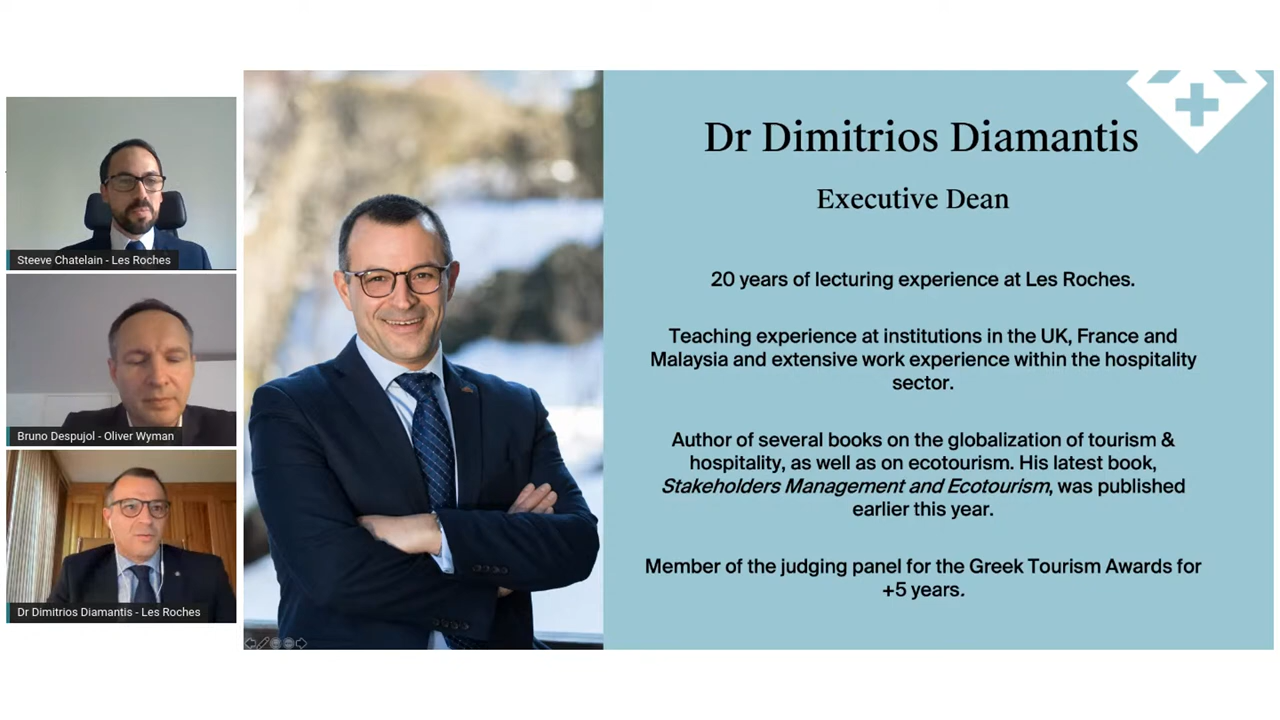 Steeve Chatelain - Les Roches
Bruno Despujol - Oliver Wyman
Dr Dimitrios Diamantis - Les Roches
Dr Dimitrios Diamantis
Executive Dean
20 years of lecturing experience at Les Roches.
Teaching experience at institutions in the UK, France and
Malaysia and extensive work experience within the hospitality
sector.
Author of several books on the globalization of tourism &
hospitality, as well as on ecotourism. His latest book,
Stakeholders Management and Ecotourism, was published
earlier this year.
Member of the judging panel for the Greek Tourism Awards for
+5 years.